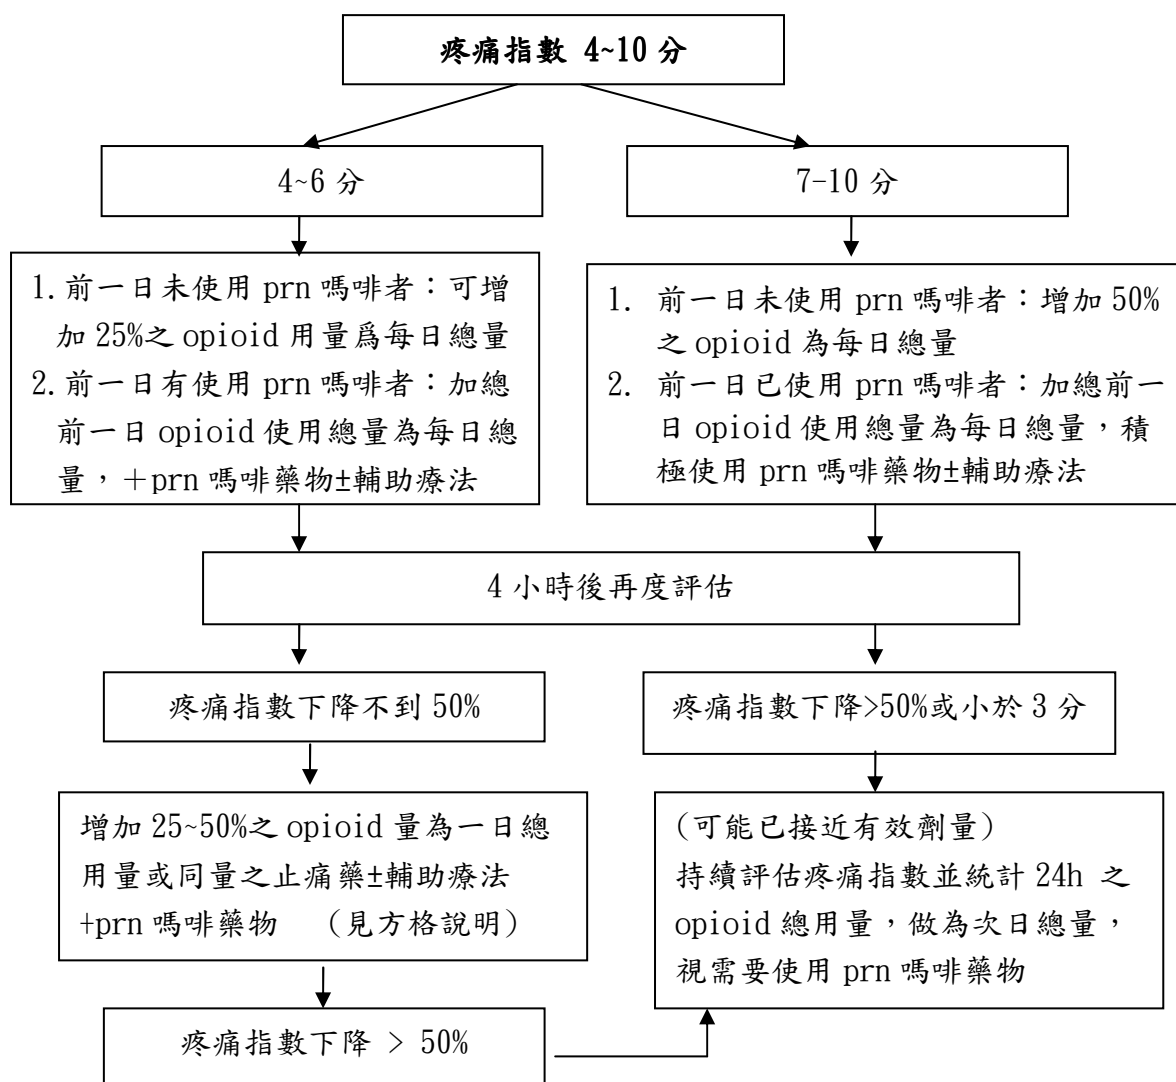 疼痛指數 4~10 分
4~6 分
7-10 分
1.前一日未使用 prn 嗎啡者：可增
加 25%之 opioid 用量爲每日總量
2.前一日有使用 prn 嗎啡者：加總
前一日 opioid 使用總量為每日總
量，＋prn 嗎啡藥物±輔助療法
1. 前一日未使用 prn 嗎啡者：增加 50%
之 opioid 為每日總量
2. 前一日已使用 prn 嗎啡者：加總前一
日 opioid 使用總量為每日總量，積
極使用 prn 嗎啡藥物±輔助療法
4 小時後再度評估
疼痛指數下降不到 50%
疼痛指數下降>50%或小於 3 分
增加 25~50%之 opioid 量為一日總
用量或同量之止痛藥±輔助療法
+prn 嗎啡藥物 （見方格說明）
(可能已接近有效劑量)
持續評估疼痛指數並統計 24h 之
opioid 總用量，做為次日總量，
視需要使用 prn 嗎啡藥物
疼痛指數下降 > 50%